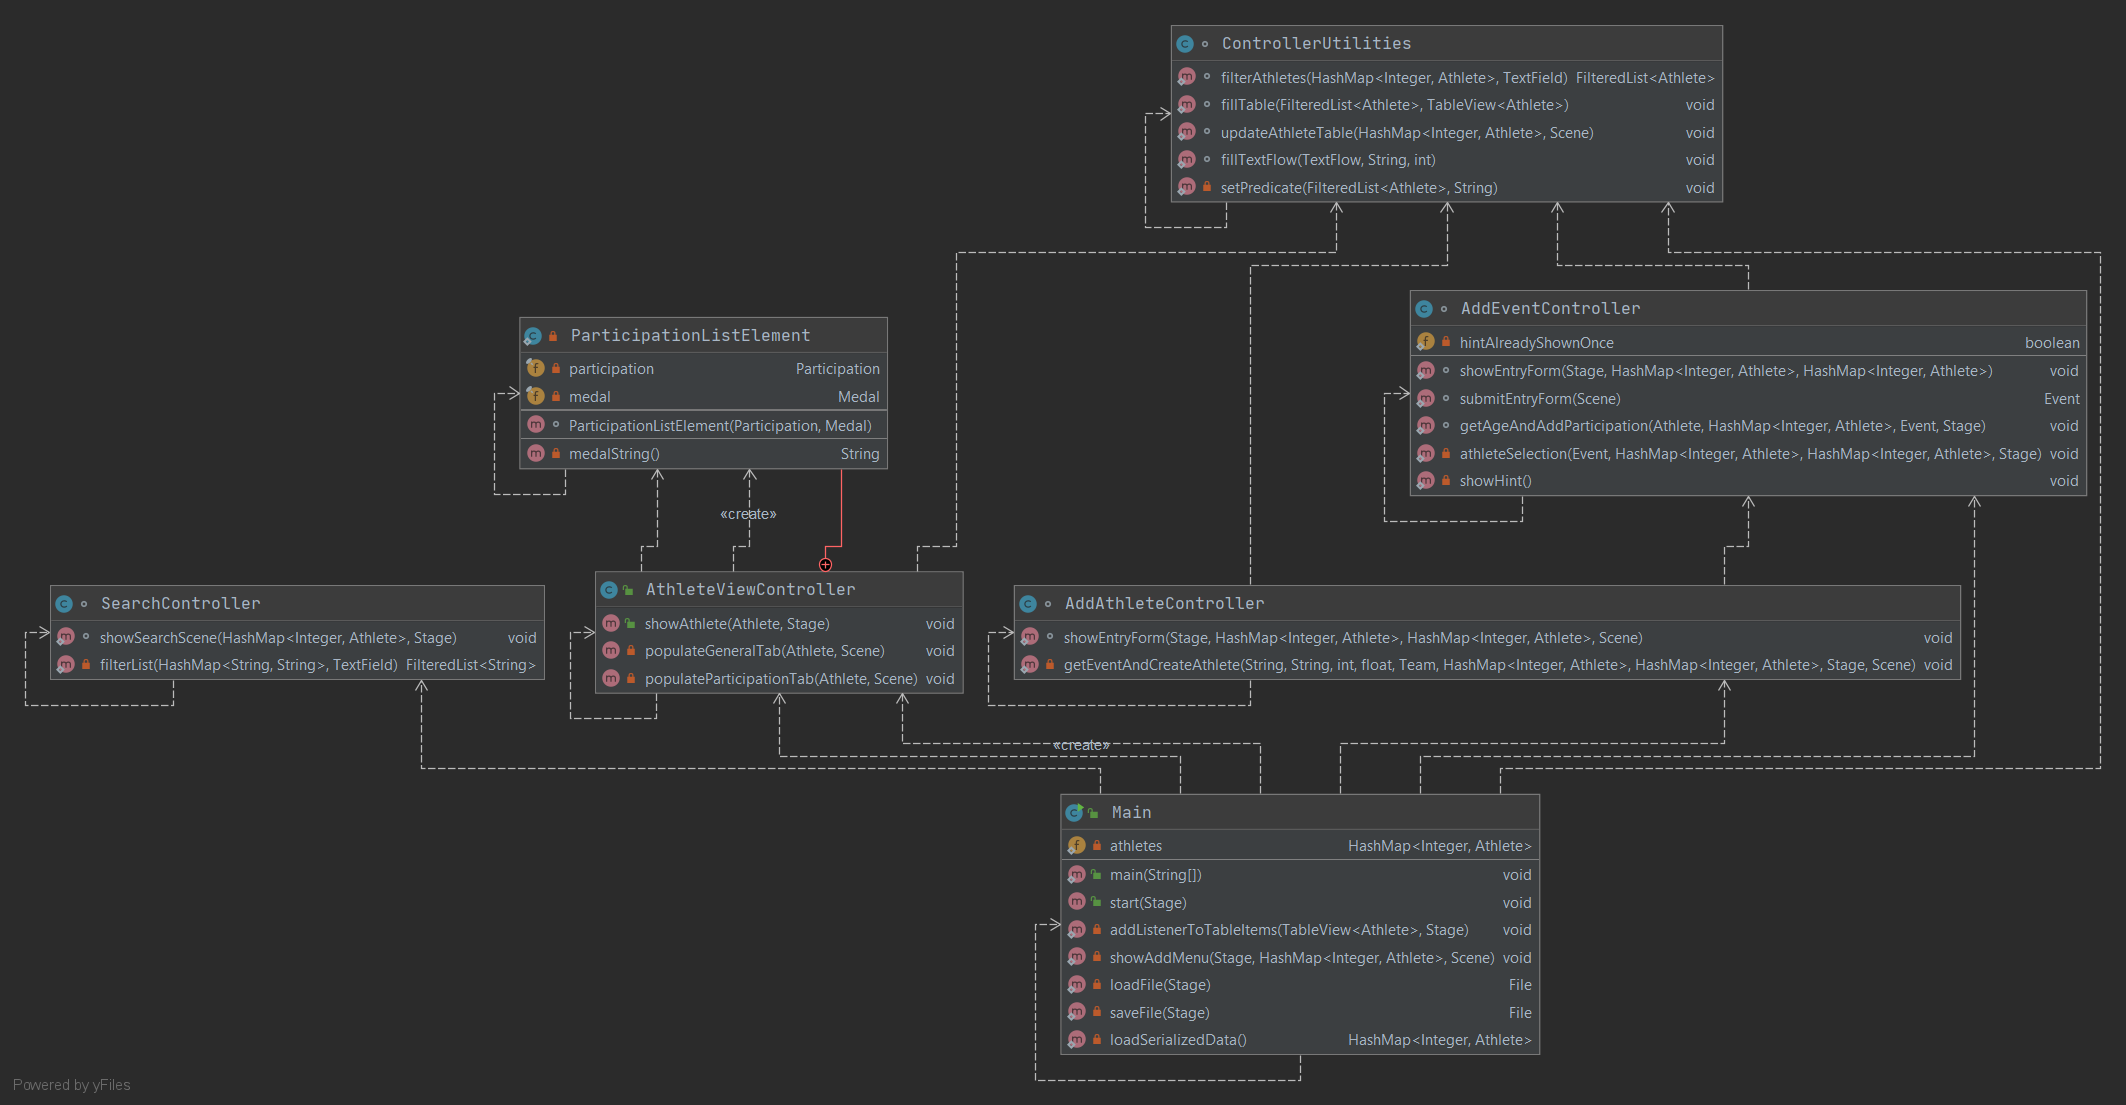 ControllerUtilities
filterAthletes(HashMap<Integer, Athlete>, TextField) FilteredList<Athlete>
fillTable(FilteredList<Athlete>, TableView<Athlete>) void
updateAthleteTable(HashMap<Integer, Athlete>, Scene) void
fillTextFlow(TextFlow, String, int) void
setPredicate(FilteredList<Athlete>, String) void
ParticipationListElement
participation Participation
medal Medal
ParticipationListElement(Participation, Medal)
medalString() String
AddEventController
hintAlreadyShownOnce boolean
showEntryForm(Stage, HashMap<Integer, Athlete>, HashMap<Integer, Athlete>) void
submitEntryForm(Scene) Event
getAgeAndAddParticipation(Athlete, HashMap<Integer, Athlete>, Event, Stage) void
athleteSelection(Event, HashMap<Integer, Athlete>, HashMap<Integer, Athlete>, Stage) void
showHint() void
«create»
SearchController
showSearchScene(HashMap<Integer, Athlete>, Stage) void
filterList(HashMap<String, String>, TextField) FilteredList<String>
AthleteViewController
showAthlete(Athlete, Stage) void
populateGeneralTab(Athlete, Scene) void
populateParticipationTab(Athlete, Scene) void
AddAthleteController
showEntryForm(Stage, HashMap<Integer, Athlete>, HashMap<Integer, Athlete>, Scene) void
getEventAndCreateAthlete(String, String, int, float, Team, HashMap<Integer, Athlete>, HashMap<Integer, Athlete>, Stage, Scene) void
«create»
Main
athletes HashMap<Integer, Athlete>
main(String[]) void
start(Stage) void
addListenerToTableItems(TableView<Athlete>, Stage) void
showAddMenu(Stage, HashMap<Integer, Athlete>, Scene) void
loadFile(Stage) File
saveFile(Stage) File
loadSerializedData() HashMap<Integer, Athlete>
Powered by yFiles